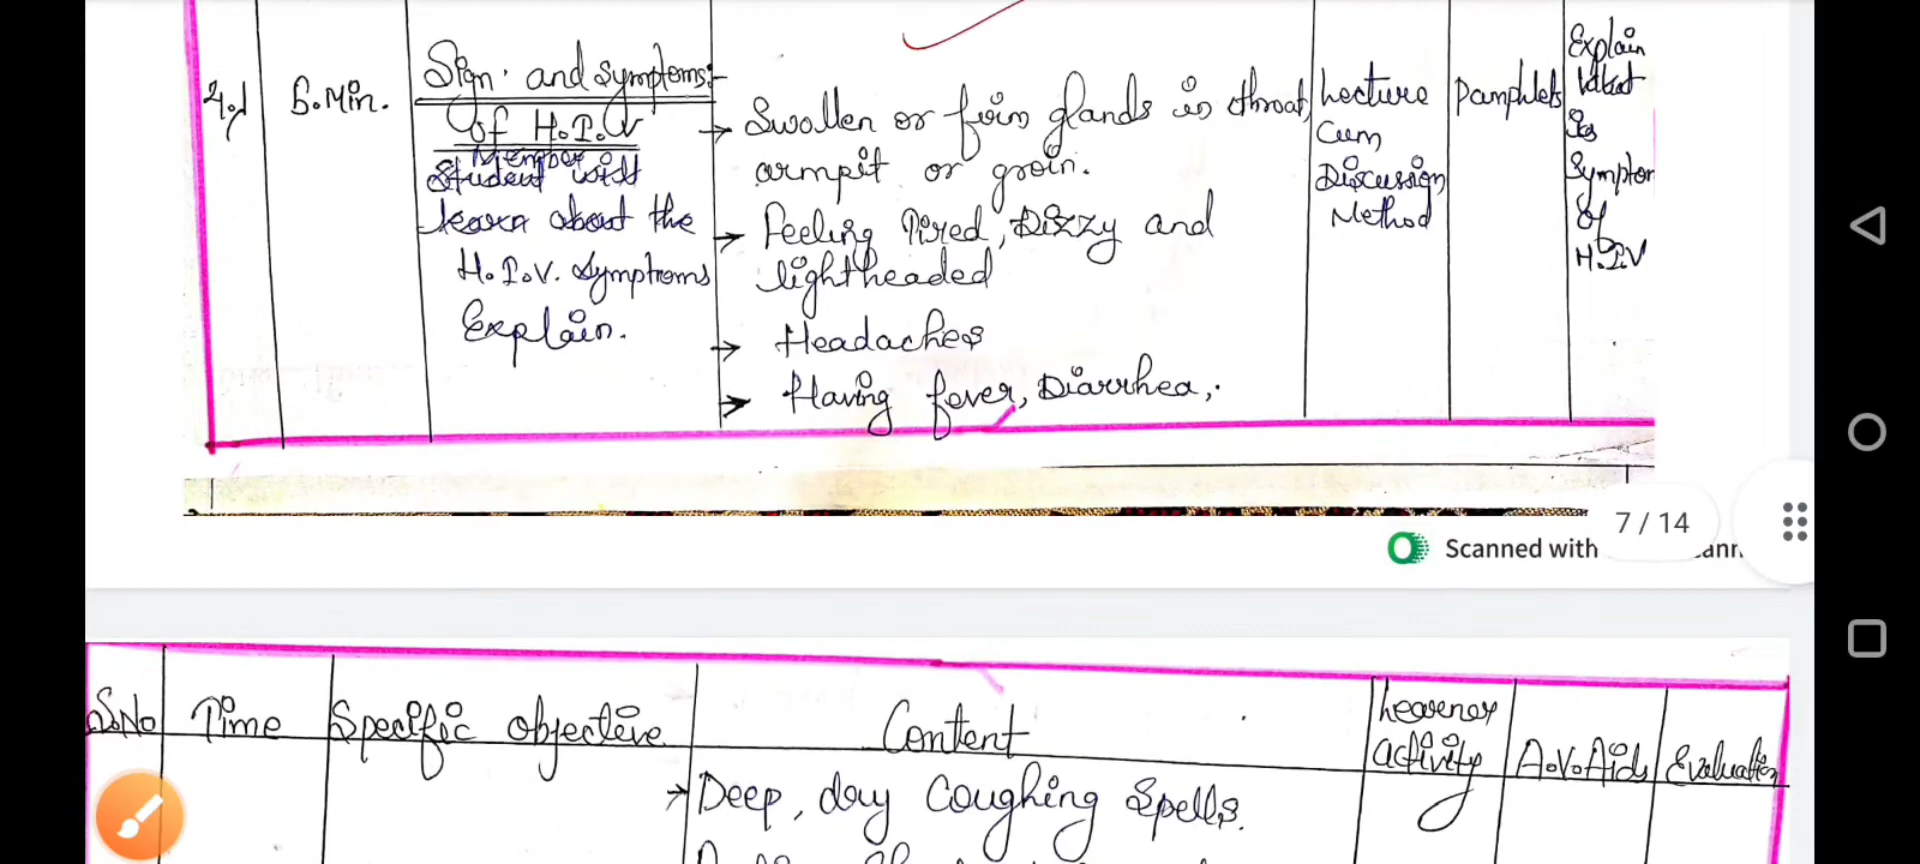 4.)
5.Min.
Sign. and symptoms:-
of H.I.V
Member
Student will
learn about the
H.I.V. Symptroms
Explain.
→ Swollen or firm glands in throat,
armpit or groin.
→ Feeling Tired, Dizzy and
lightheaded
→ Headaches
→ Having fever, Diarrhea,.
Lecture
Cum
Discussion
Method
Pamphlets
Explain
What
is
Symptom
of
H.I.V
7 / 14
Scanned with
S.No
Time
Specific objective
Content
Learner
activity
A.V.Aids
Evaluation
→ Deep, dry Coughing Spells.